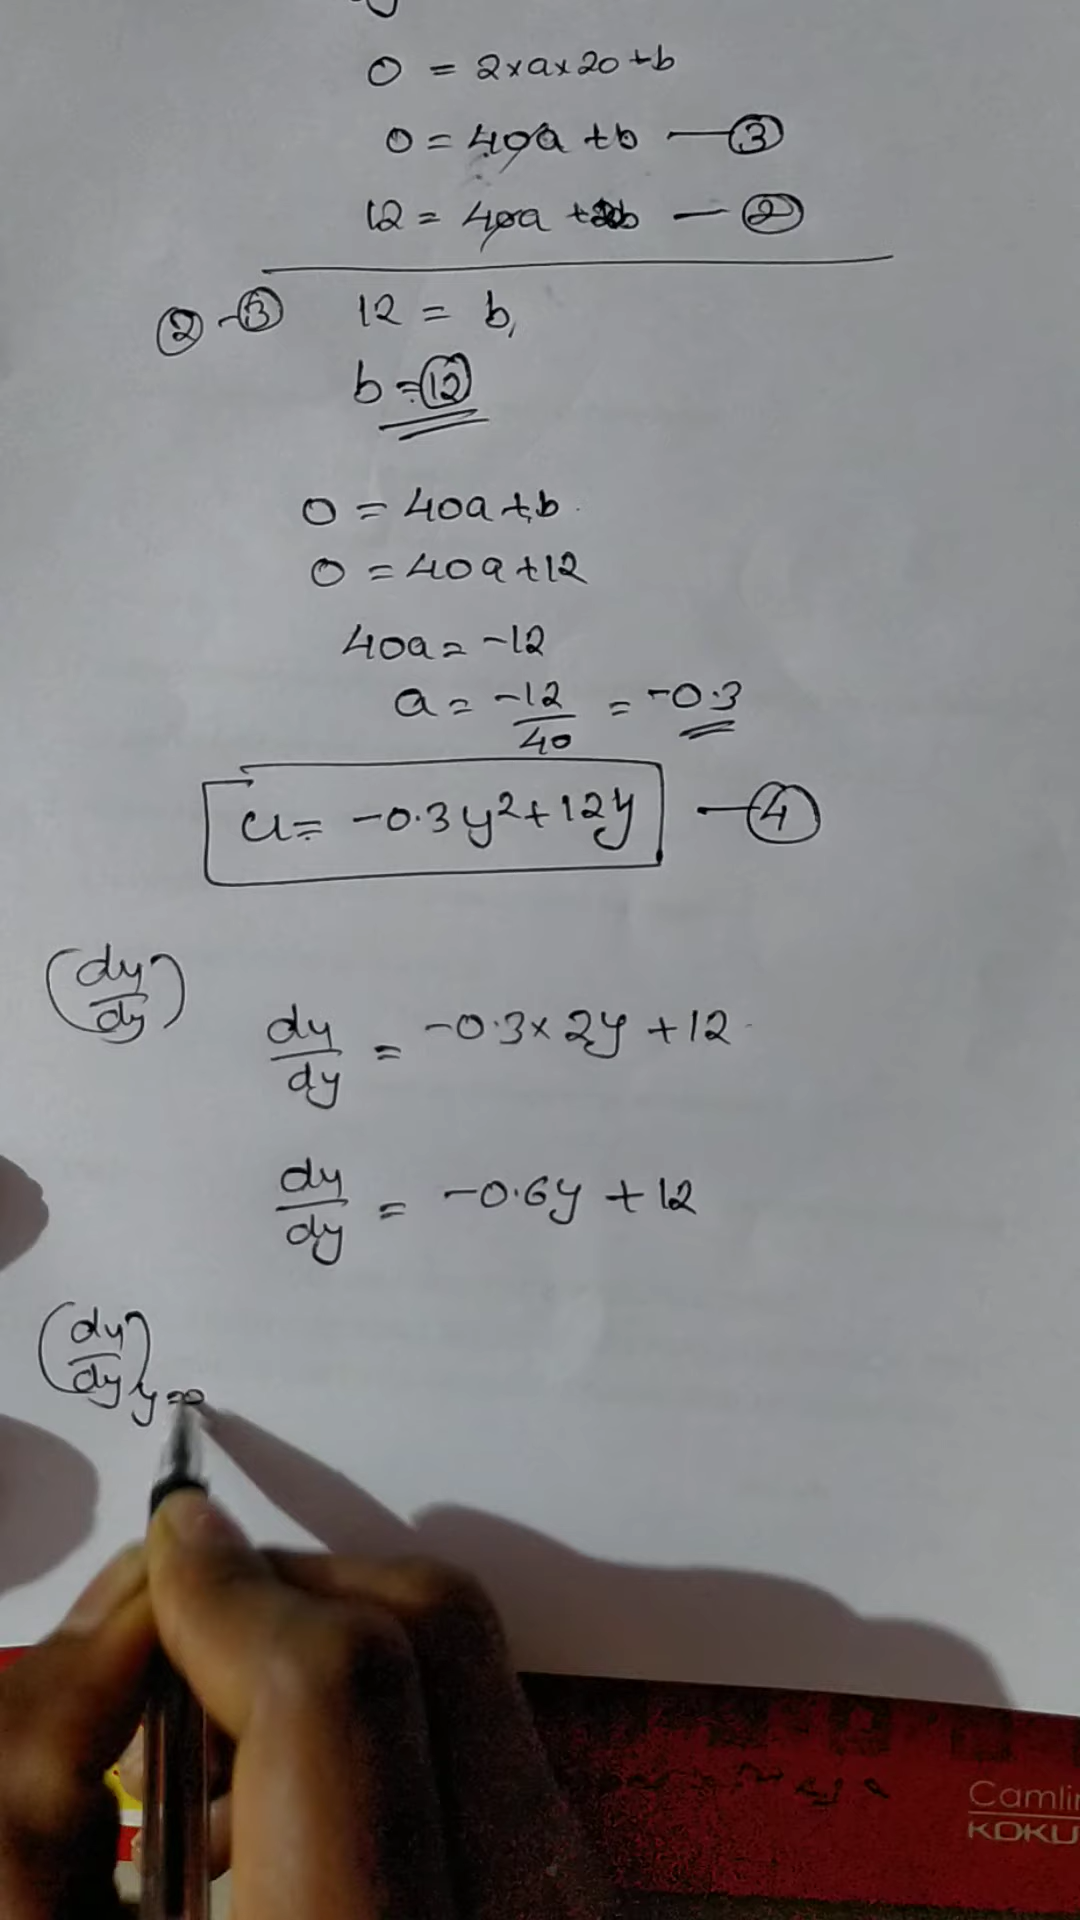 0 = 2×a×20+b
0 = 40a + b — ③
12 = 40a + b — ②
② - ③ 12 = b,
b = 12
0 = 40a + b
0 = 40a + 12
40a = -12
a = -12/40 = -0.3
u = -0.3y² + 12y — ④
(du/dy)
du/dy = -0.3 × 2y + 12
du/dy = -0.6y + 12
(du/dy)y=0
Camlin
KOKU